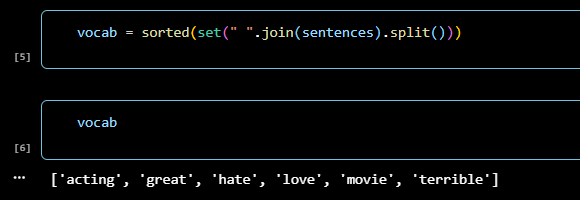 vocab = sorted(set(" ".join(sentences).split()))
[5]
vocab
[6]
... ['acting', 'great', 'hate', 'love', 'movie', 'terrible']